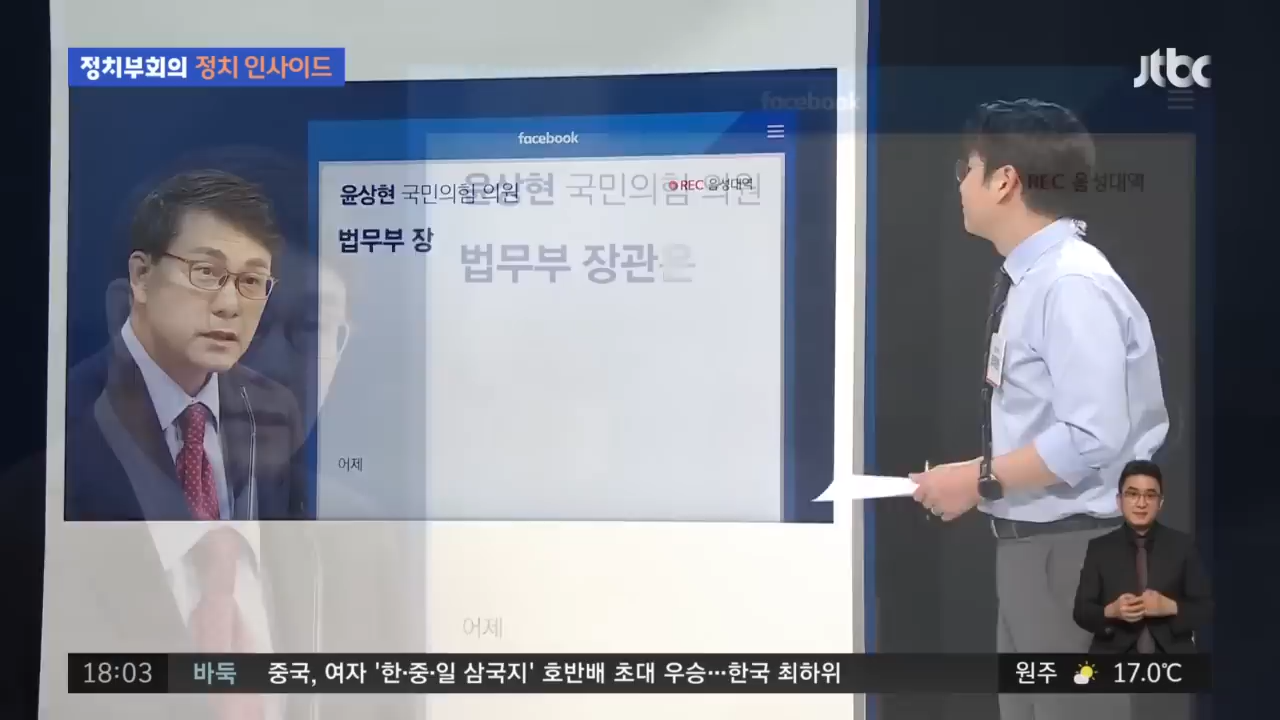 정치부회의 정치 인사이드
jtbc
facebook
facebook
윤상현 국민의힘 의원
REC 음성대역
윤상현 국민의힘 의원
REC 음성대역
법무부 장
법무부 장관은
어제
어제
18:03 바둑 중국, 여자 '한·중·일 삼국지' 호반배 초대 우승…한국 최하위 원주 17.0℃